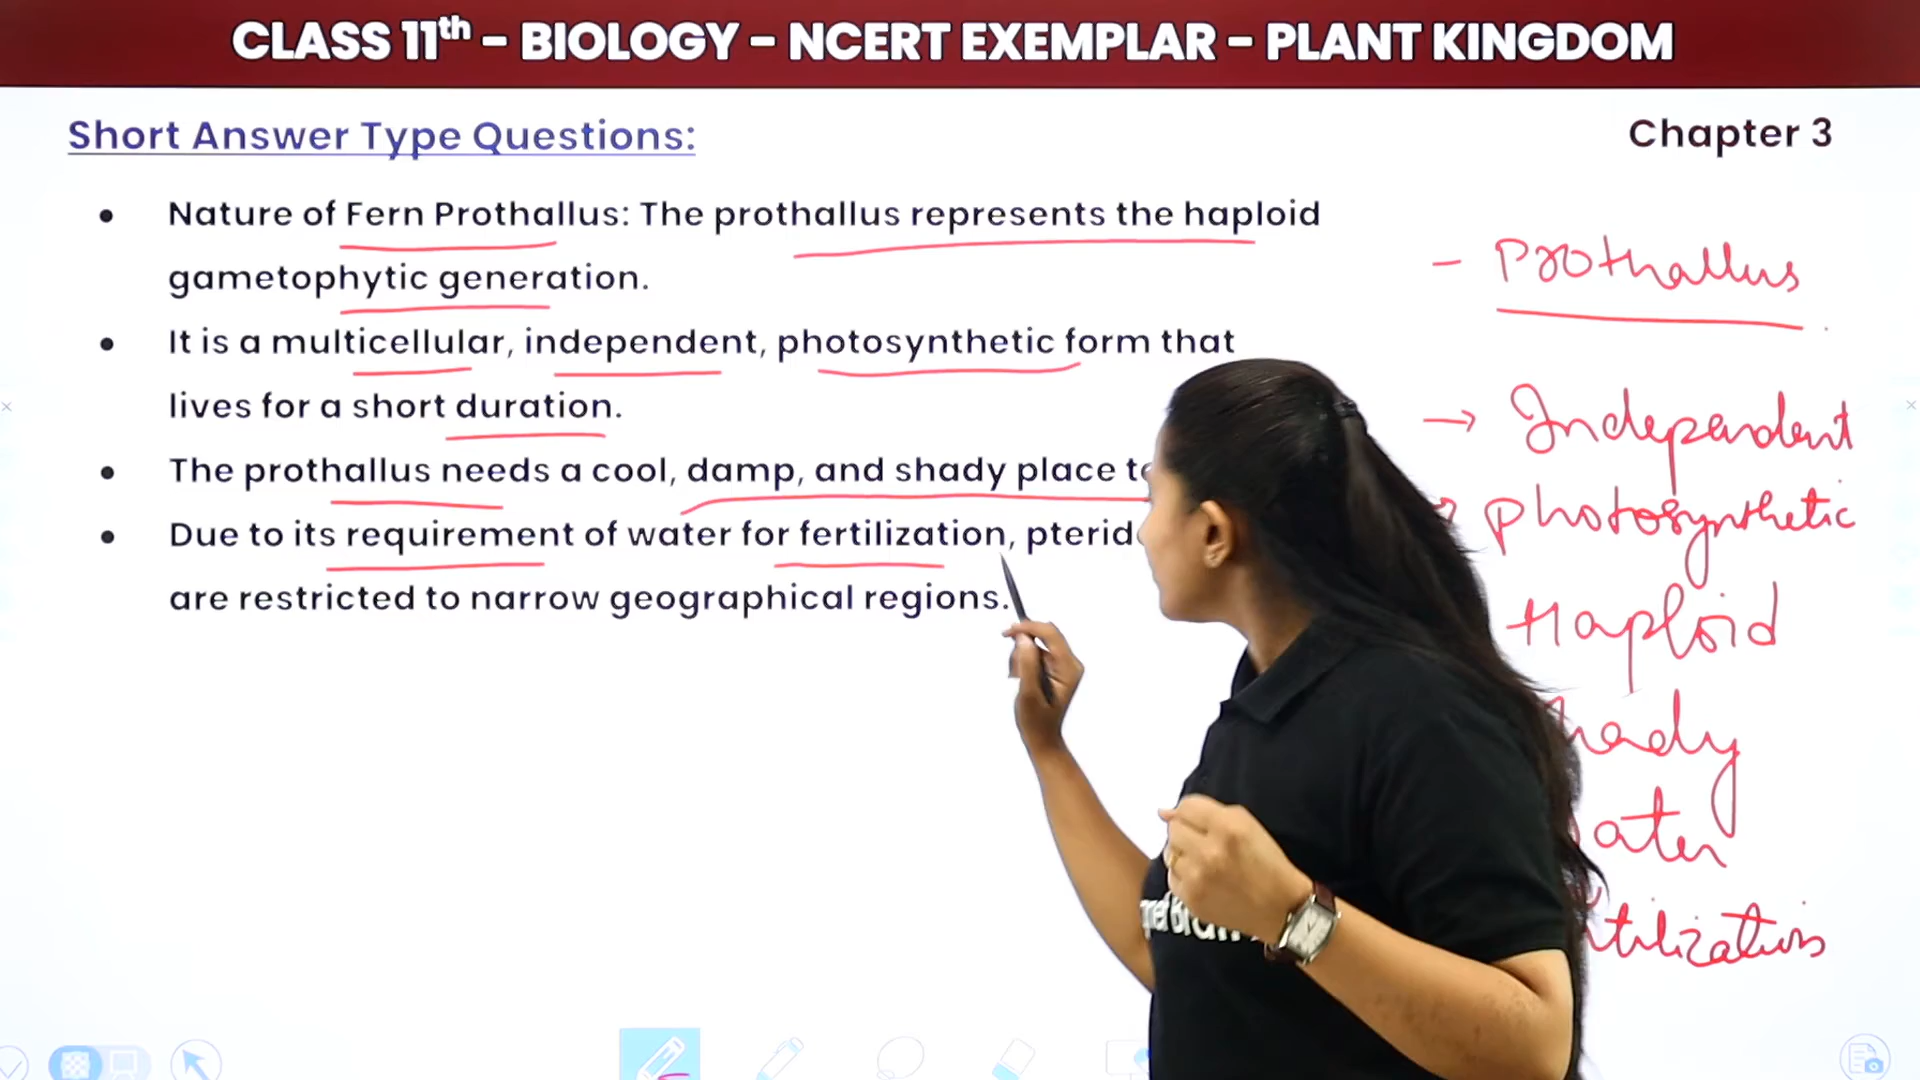 CLASS 11th - BIOLOGY - NCERT EXEMPLAR - PLANT KINGDOM
Short Answer Type Questions:
Chapter 3
• Nature of Fern Prothallus: The prothallus represents the haploid
gametophytic generation.
• It is a multicellular, independent, photosynthetic form that
lives for a short duration.
• The prothallus needs a cool, damp, and shady place
• Due to its requirement of water for fertilization,
are restricted to narrow geographical regions.
- Prothallus
→ Independent
Photosynthetic
Haploid